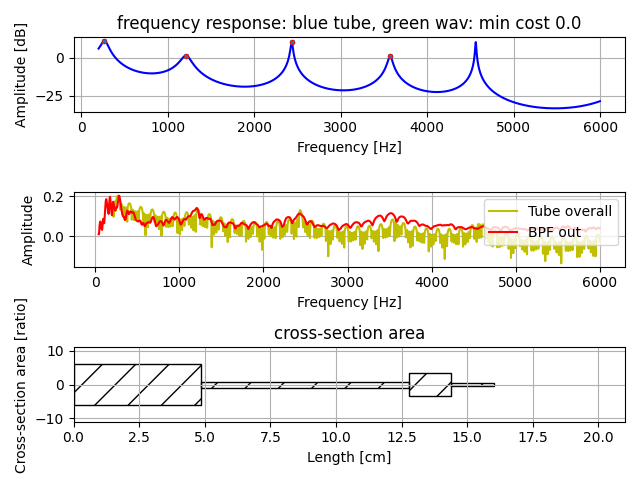 frequency response: blue tube, green wav: min cost 0.0
Amplitude [dB]
0
−25
0 1000 2000 3000 4000 5000 6000
Frequency [Hz]
Amplitude
0.2
0.0
Tube overall
BPF out
0 1000 2000 3000 4000 5000 6000
Frequency [Hz]
cross-section area
Cross-section area [ratio]
10
0
−10
0.0 2.5 5.0 7.5 10.0 12.5 15.0 17.5 20.0
Length [cm]